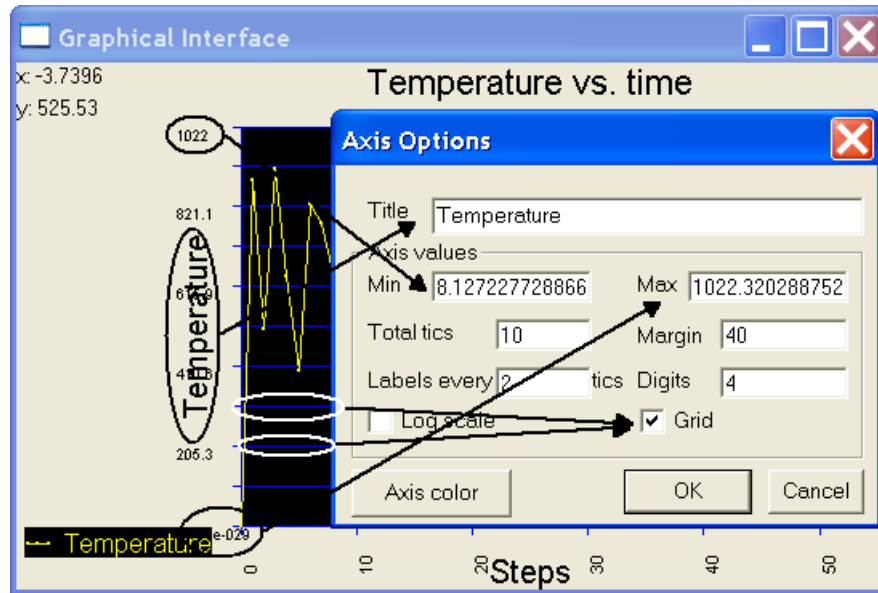 Graphical Interface
x: -3.7396
Temperature vs. time
y: 525.53
1022
Axis Options
821.1
Title Temperature
Temperature
Axis values
Min 8.127227728866 Max 1022.320288752
Total tics 10 Margin 40
Labels every 2 tics Digits 4
Log scale Grid
205.3
Axis color OK Cancel
e-029
Temperature
0 10 20 30 40 50
Steps